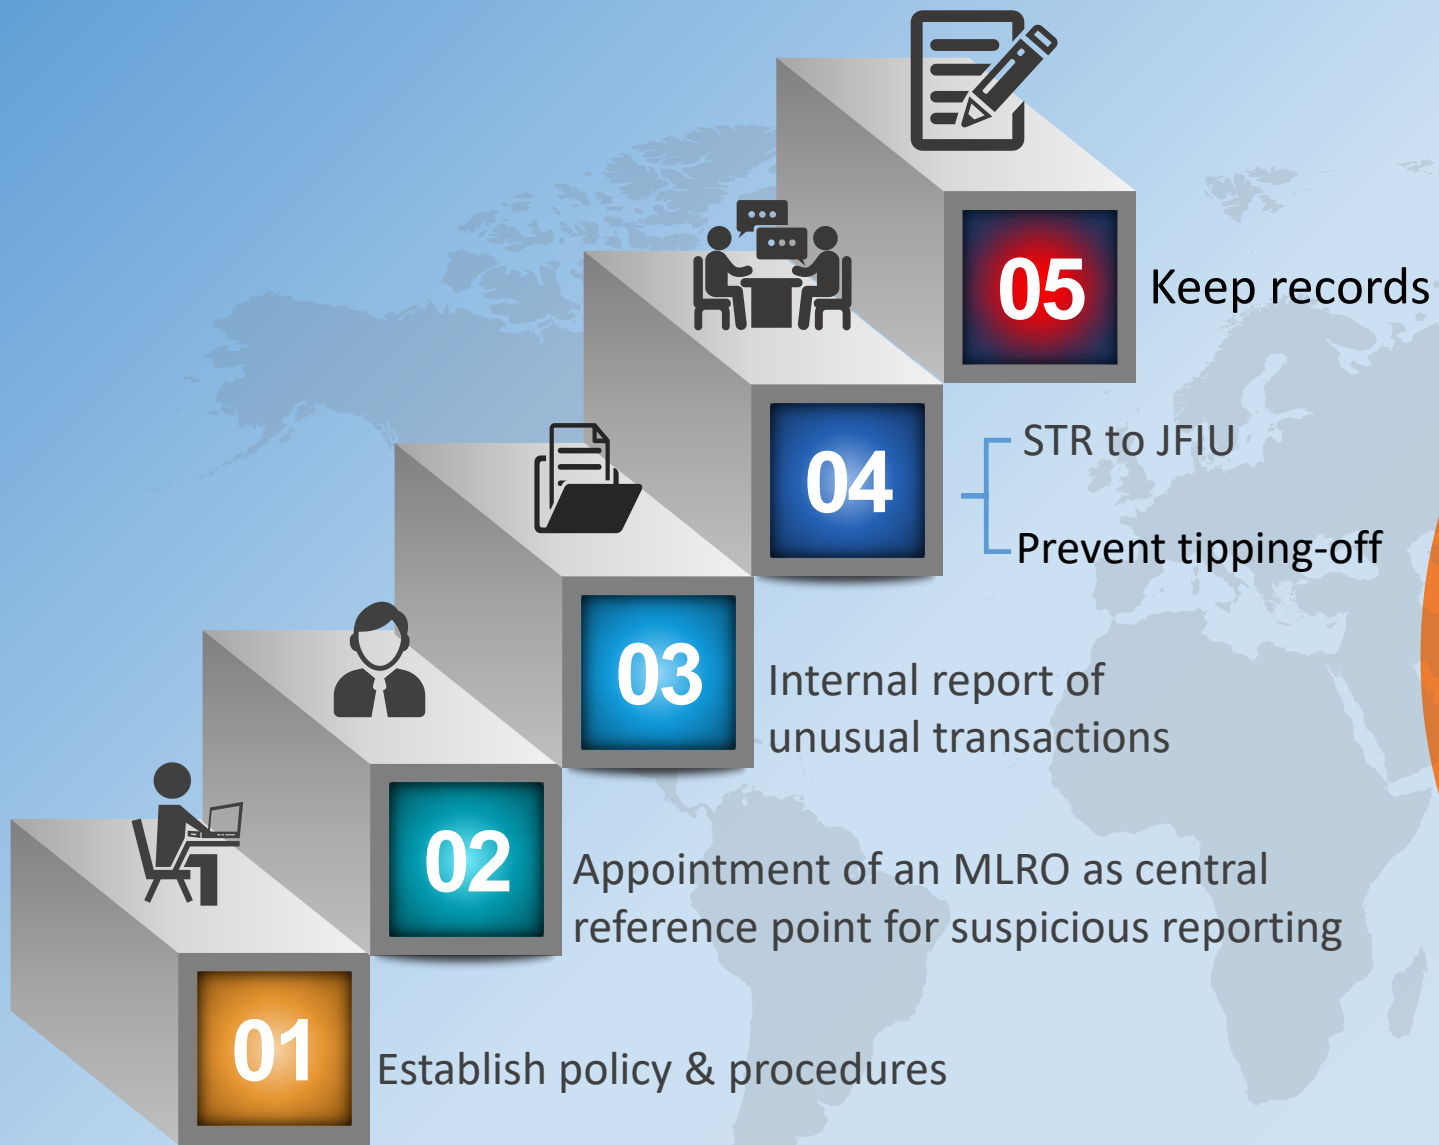 05
Keep records
04
STR to JFIU
Prevent tipping-off
03
Internal report of
unusual transactions
02
Appointment of an MLRO as central
reference point for suspicious reporting
01
Establish policy & procedures